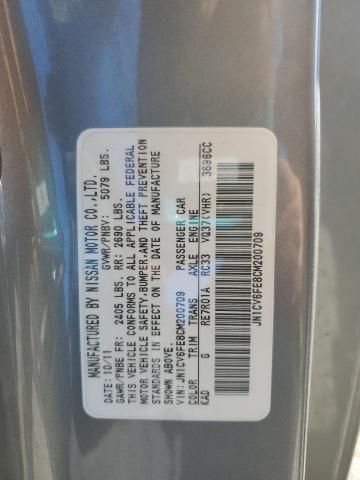 MANUFACTURED BY NISSAN MOTOR CO.,LTD.
10/11 GVWR/PNBV: 5079 LBS.
GAWR/PNBE FR: 2405 LBS. RR: 2690 LBS.
THIS VEHICLE CONFORMS TO ALL APPLICABLE FEDERAL
MOTOR VEHICLE SAFETY,BUMPER,AND THEFT PREVENTION
STANDARDS IN EFFECT ON THE DATE OF MANUFACTURE
SHOWN ABOVE.
VIN:JN1CV6FE8CM200709 PASSENGER CAR
COLOR TRIM TRANS AXLE ENGINE
KAD G RE7R01A RC33 VQ37(VHR) 3696CC
JN1CV6FE8CM200709